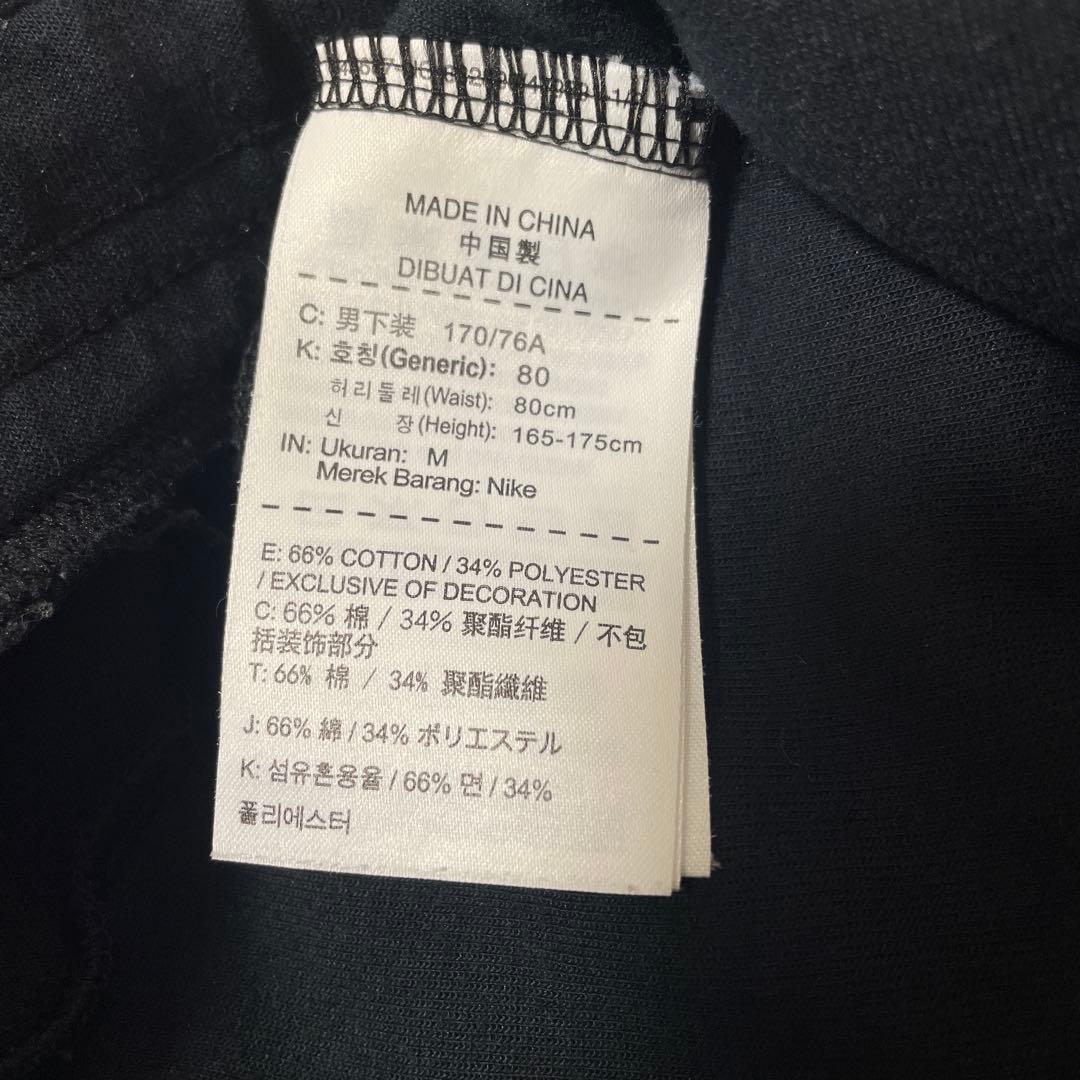 MADE IN CHINA
中国製
DIBUAT DI CINA
C: 男下装 170/76A
K: 호칭(Generic): 80
허리둘레(Waist): 80cm
신 장(Height): 165-175cm
IN: Ukuran: M
Merek Barang: Nike
E: 66% COTTON / 34% POLYESTER
/ EXCLUSIVE OF DECORATION
C: 66% 棉 / 34% 聚酯纤维 / 不包
括装饰部分
T: 66% 棉 / 34% 聚酯纖維
J: 66% 綿 / 34% ポリエステル
K: 섬유혼용율 / 66% 면 / 34%
폴리에스터